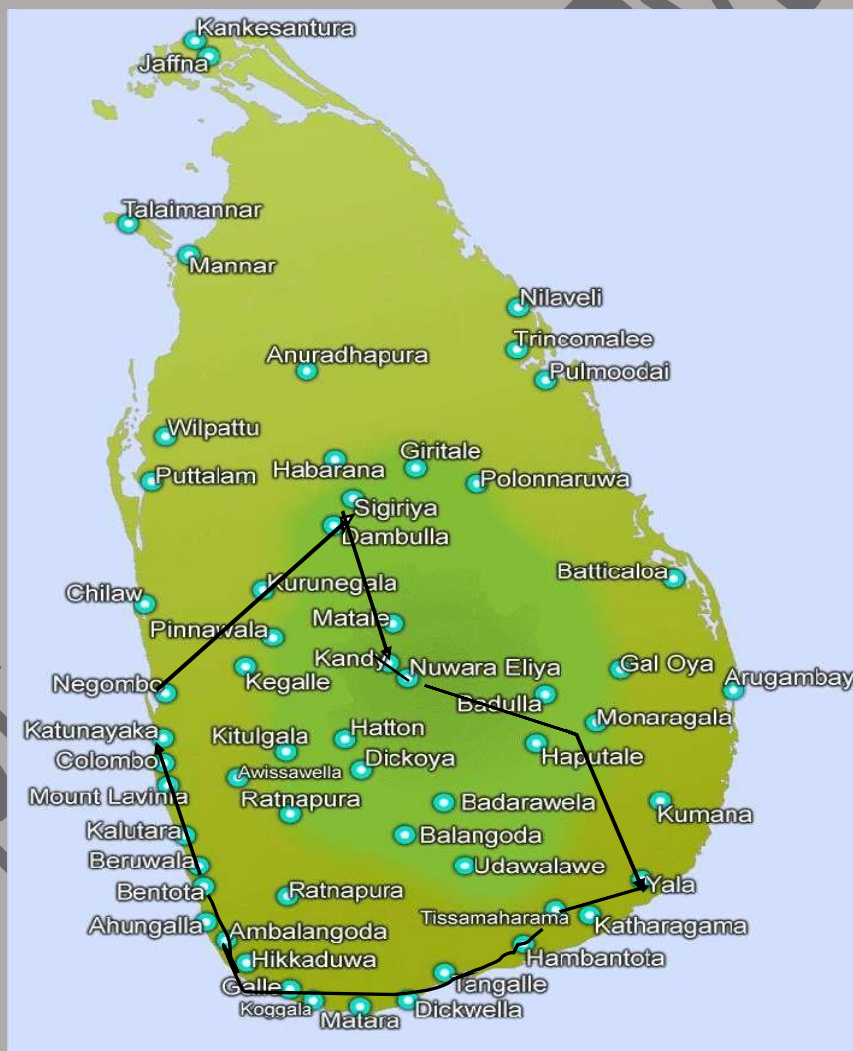 Kankesantura
Jaffna
Talaimannar
Mannar
Nilaveli
Trincomalee
Anuradhapura
Pulmoodai
Wilpattu
Giritale
Habarana
Puttalam
Polonnaruwa
Sigiriya
Dambulla
Batticaloa
Kurunegala
Chilaw
Matale
Pinnawala
Kandy
Nuwara Eliya
Gal Oya
Kegalle
Negombo
Badulla
Arugambay
Monaragala
Katunayaka
Kitulgala
Hatton
Haputale
Colombo
Dickoya
Awissawella
Mount Lavinia
Ratnapura
Badarawela
Kumana
Kalutara
Balangoda
Beruwala
Udawalawe
Bentota
Ratnapura
Yala
Tissamaharama
Ahungalla
Ambalangoda
Katharagama
Hikkaduwa
Hambantota
Galle
Tangalle
Koggala
Matara
Dickwella